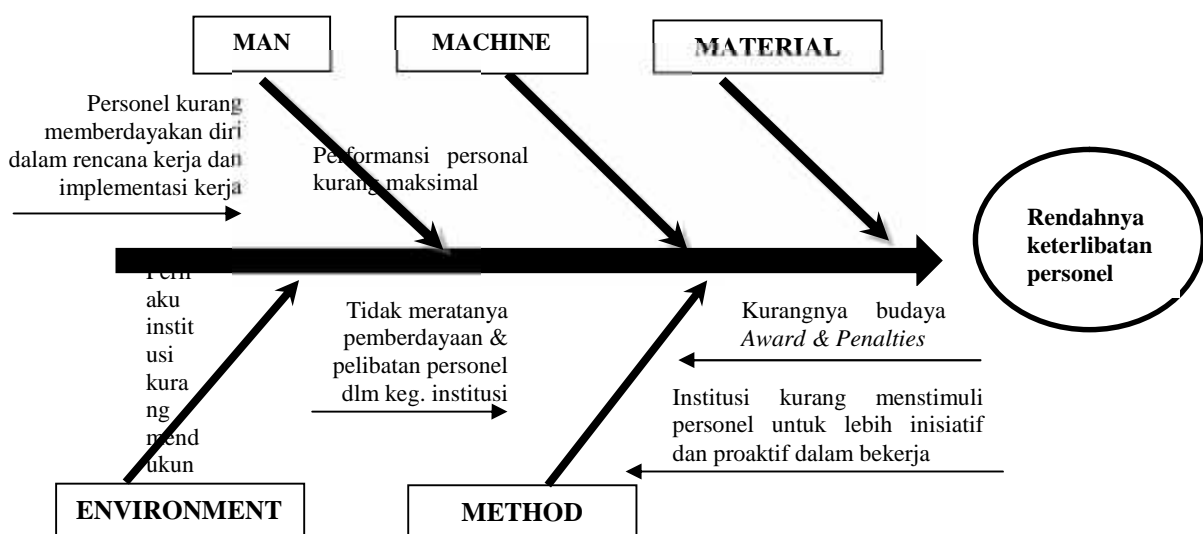 MAN
MACHINE
MATERIAL
Personel kurang
memberdayakan diri
dalam rencana kerja dan
implementasi kerja
Performansi personal
kurang maksimal
Rendahnya
keterlibatan
personel
aku
instit
usi
kura
ng
mend
ukun
Tidak meratanya
pemberdayaan &
pelibatan personel
dlm keg. institusi
Kurangnya budaya
Award & Penalties
Institusi kurang menstimuli
personel untuk lebih inisiatif
dan proaktif dalam bekerja
ENVIRONMENT
METHOD